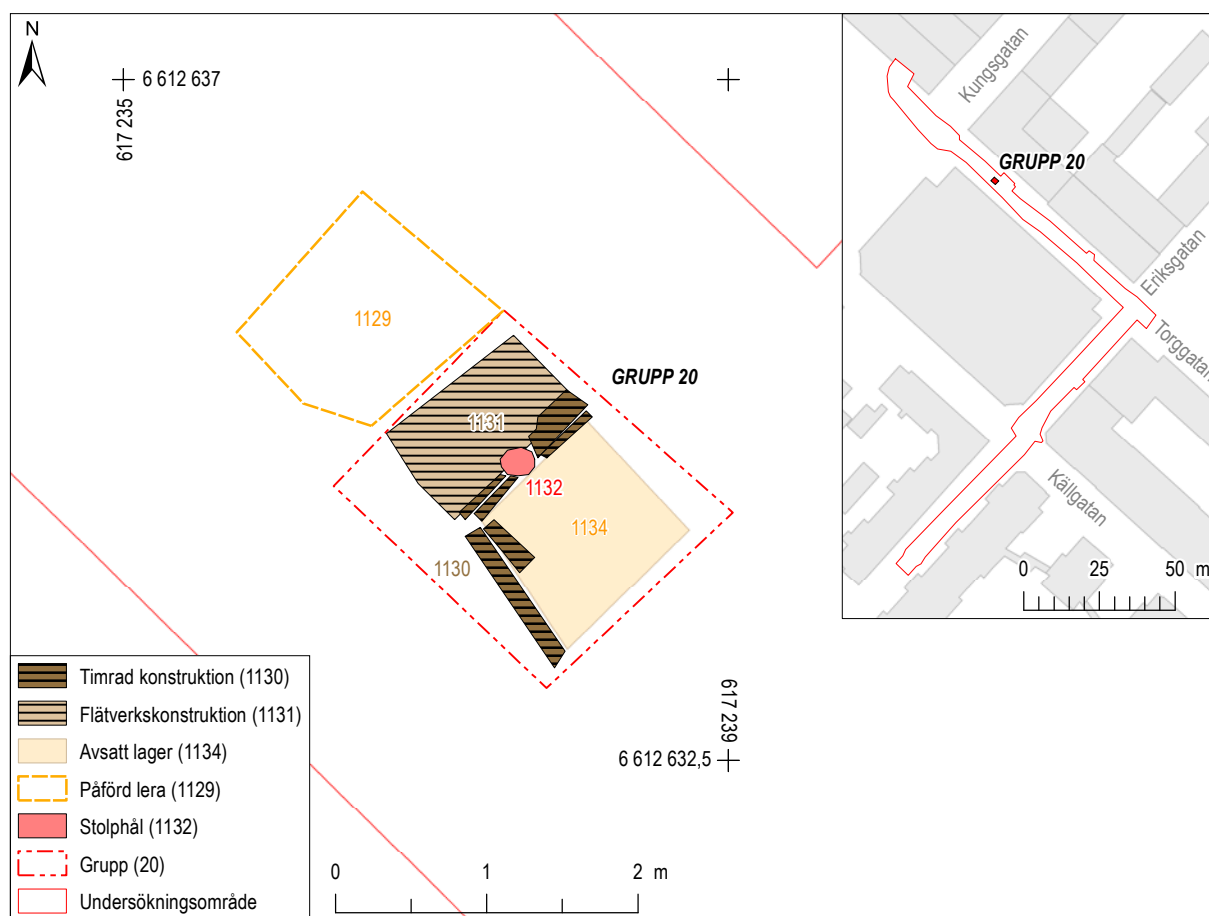 N
6 612 637
617 235
1129
GRUPP 20
1131
1132
1134
1130
617 239
6 612 632,5
Timrad konstruktion (1130)
Flätverkskonstruktion (1131)
Avsatt lager (1134)
Påförd lera (1129)
Stolphål (1132)
Grupp (20)
Undersökningsområde
0 1 2 m
Kungsgatan
GRUPP 20
Eriksgatan
Torggatan
Källgatan
0 25 50 m